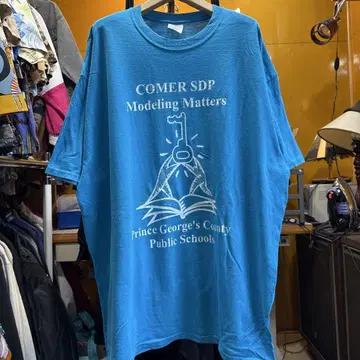 COMER SDP
Modeling Matters
Prince George's County
Public Schools